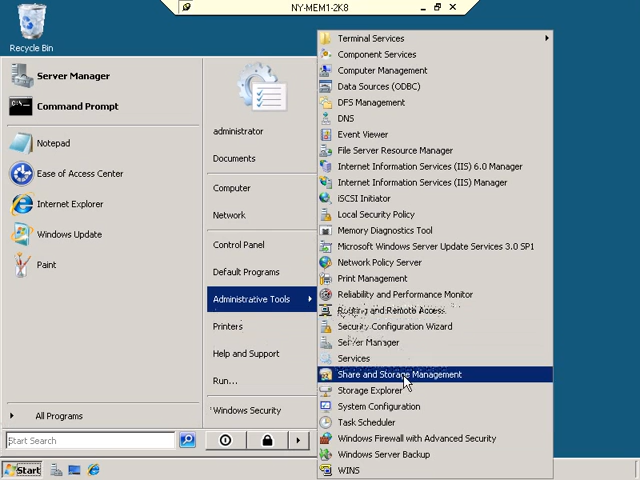 NY-MEM1-2K8
Recycle Bin
Server Manager
Command Prompt
Notepad
Ease of Access Center
Internet Explorer
Windows Update
Paint
All Programs
Start Search
Start
administrator
Documents
Computer
Network
Control Panel
Default Programs
Administrative Tools
Printers
Help and Support
Run...
Windows Security
Terminal Services
Component Services
Computer Management
Data Sources (ODBC)
DFS Management
DNS
Event Viewer
File Server Resource Manager
Internet Information Services (IIS) 6.0 Manager
Internet Information Services (IIS) Manager
iSCSI Initiator
Local Security Policy
Memory Diagnostics Tool
Microsoft Windows Server Update Services 3.0 SP1
Network Policy Server
Print Management
Reliability and Performance Monitor
Routing and Remote Access
Security Configuration Wizard
Server Manager
Services
Share and Storage Management
Storage Explorer
System Configuration
Task Scheduler
Windows Firewall with Advanced Security
Windows Server Backup
WINS